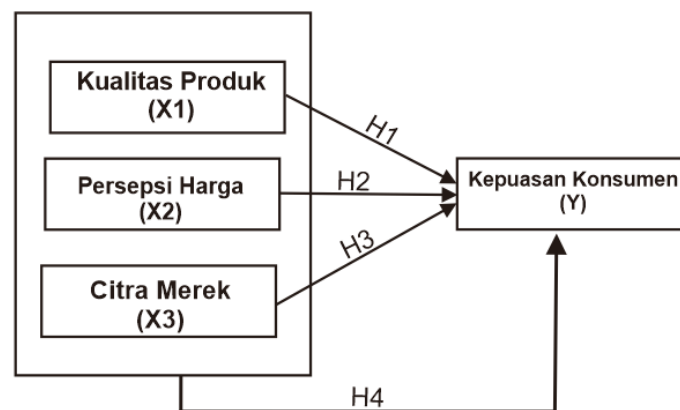 Kualitas Produk
(X1)
H1
Persepsi Harga
(X2)
H2
Kepuasan Konsumen
(Y)
H3
Citra Merek
(X3)
H4